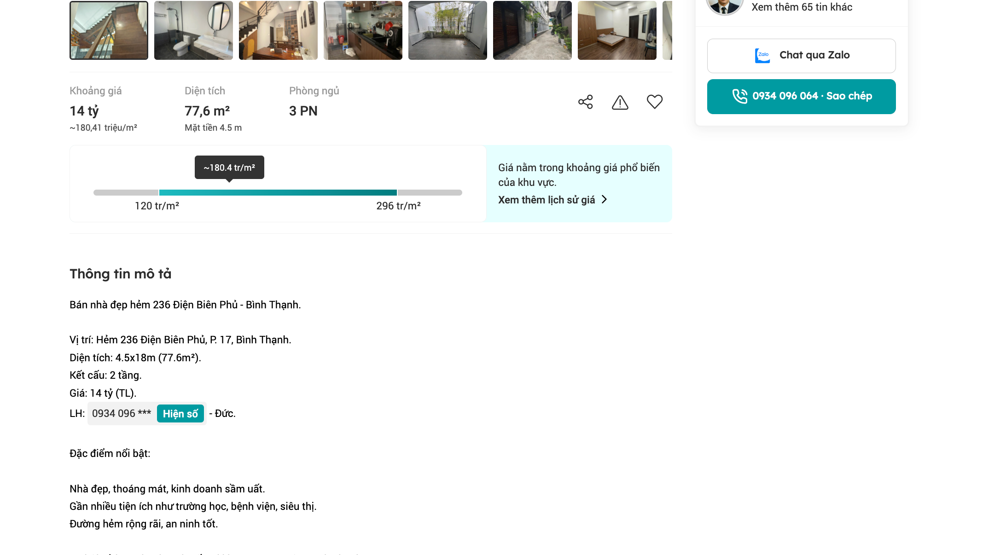 Xem thêm 65 tin khác
Zalo Chat qua Zalo
0934 096 064 · Sao chép
Khoảng giá
14 tỷ
~180,41 triệu/m²
Diện tích
77,6 m²
Mặt tiền 4.5 m
Phòng ngủ
3 PN
~180.4 tr/m²
120 tr/m²
296 tr/m²
Giá nằm trong khoảng giá phổ biến
của khu vực.
Xem thêm lịch sử giá
Thông tin mô tả
Bán nhà đẹp hẻm 236 Điện Biên Phủ - Bình Thạnh.
Vị trí: Hẻm 236 Điện Biên Phủ, P. 17, Bình Thạnh.
Diện tích: 4.5x18m (77.6m²).
Kết cấu: 2 tầng.
Giá: 14 tỷ (TL).
LH: 0934 096 *** Hiện số - Đức.
Đặc điểm nổi bật:
Nhà đẹp, thoáng mát, kinh doanh sầm uất.
Gần nhiều tiện ích như trường học, bệnh viện, siêu thị.
Đường hẻm rộng rãi, an ninh tốt.